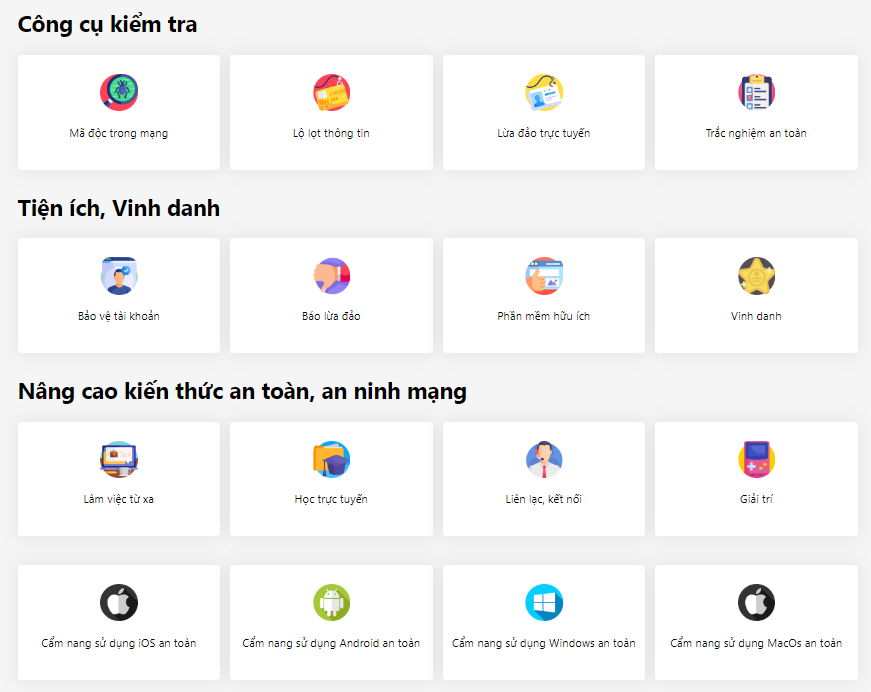 Công cụ kiểm tra
Mã độc trong mạng
Lộ lọt thông tin
Lừa đảo trực tuyến
Trắc nghiệm an toàn
Tiện ích, Vinh danh
Bảo vệ tài khoản
Báo lừa đảo
Phần mềm hữu ích
Vinh danh
Nâng cao kiến thức an toàn, an ninh mạng
Làm việc từ xa
Học trực tuyến
Liên lạc, kết nối
Giải trí
Cẩm nang sử dụng iOS an toàn
Cẩm nang sử dụng Android an toàn
Cẩm nang sử dụng Windows an toàn
Cẩm nang sử dụng MacOs an toàn